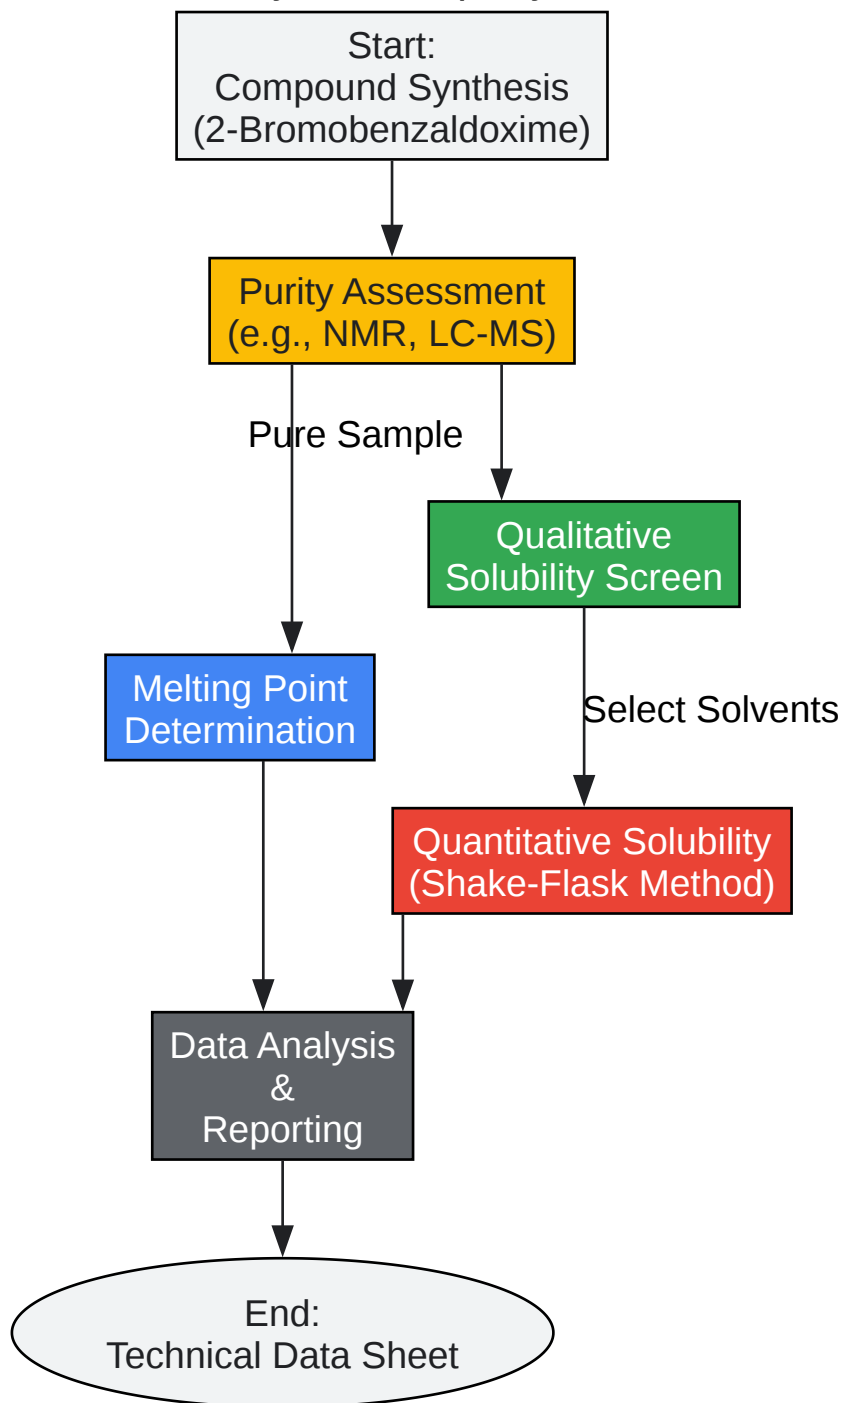 Start:
Compound Synthesis
(2-Bromobenzaldoxime)
Purity Assessment
(e.g., NMR, LC-MS)
Pure Sample
Qualitative
Solubility Screen
Melting Point
Determination
Select Solvents
Quantitative Solubility
(Shake-Flask Method)
Data Analysis
&
Reporting
End:
Technical Data Sheet